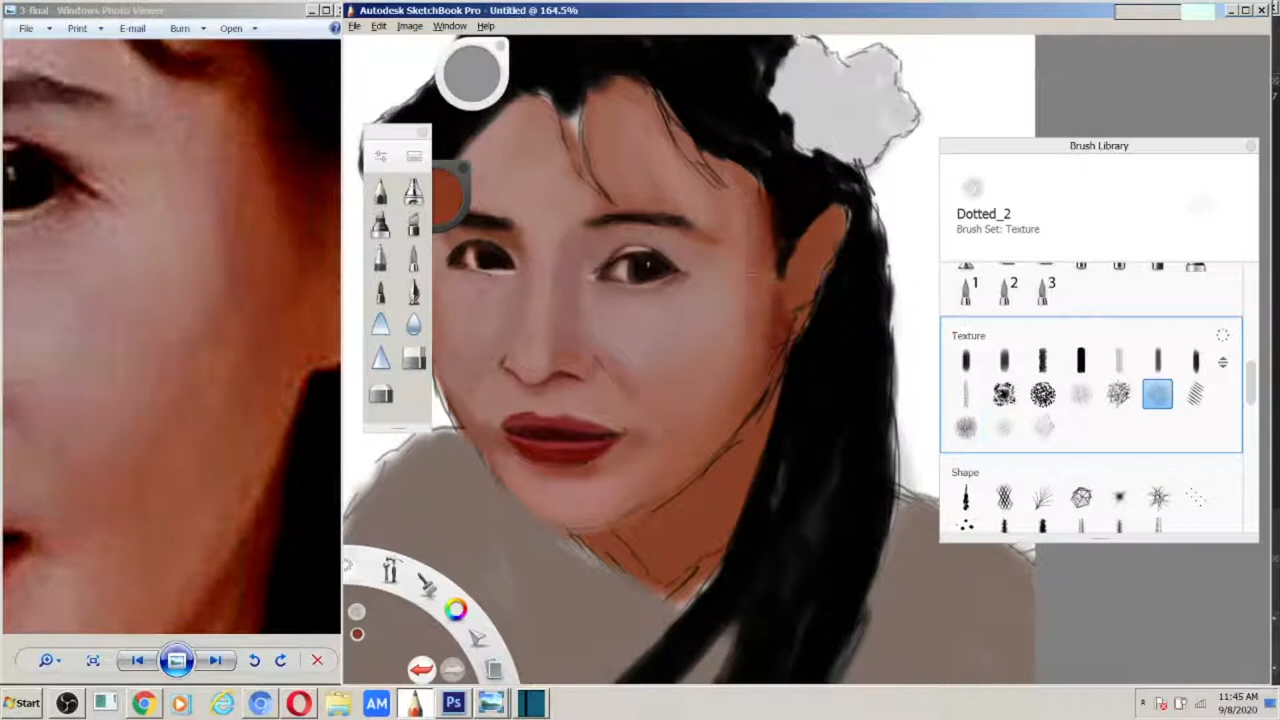 3-final - Windows Photo Viewer
File Print E-mail Burn Open
Autodesk SketchBook Pro - Untitled @ 164.5%
File Edit Image Window Help
Brush Library
Dotted_2
Brush Set: Texture
1 2 3
Texture
Shape
Start
AM
Ps
11:45 AM
9/8/2020